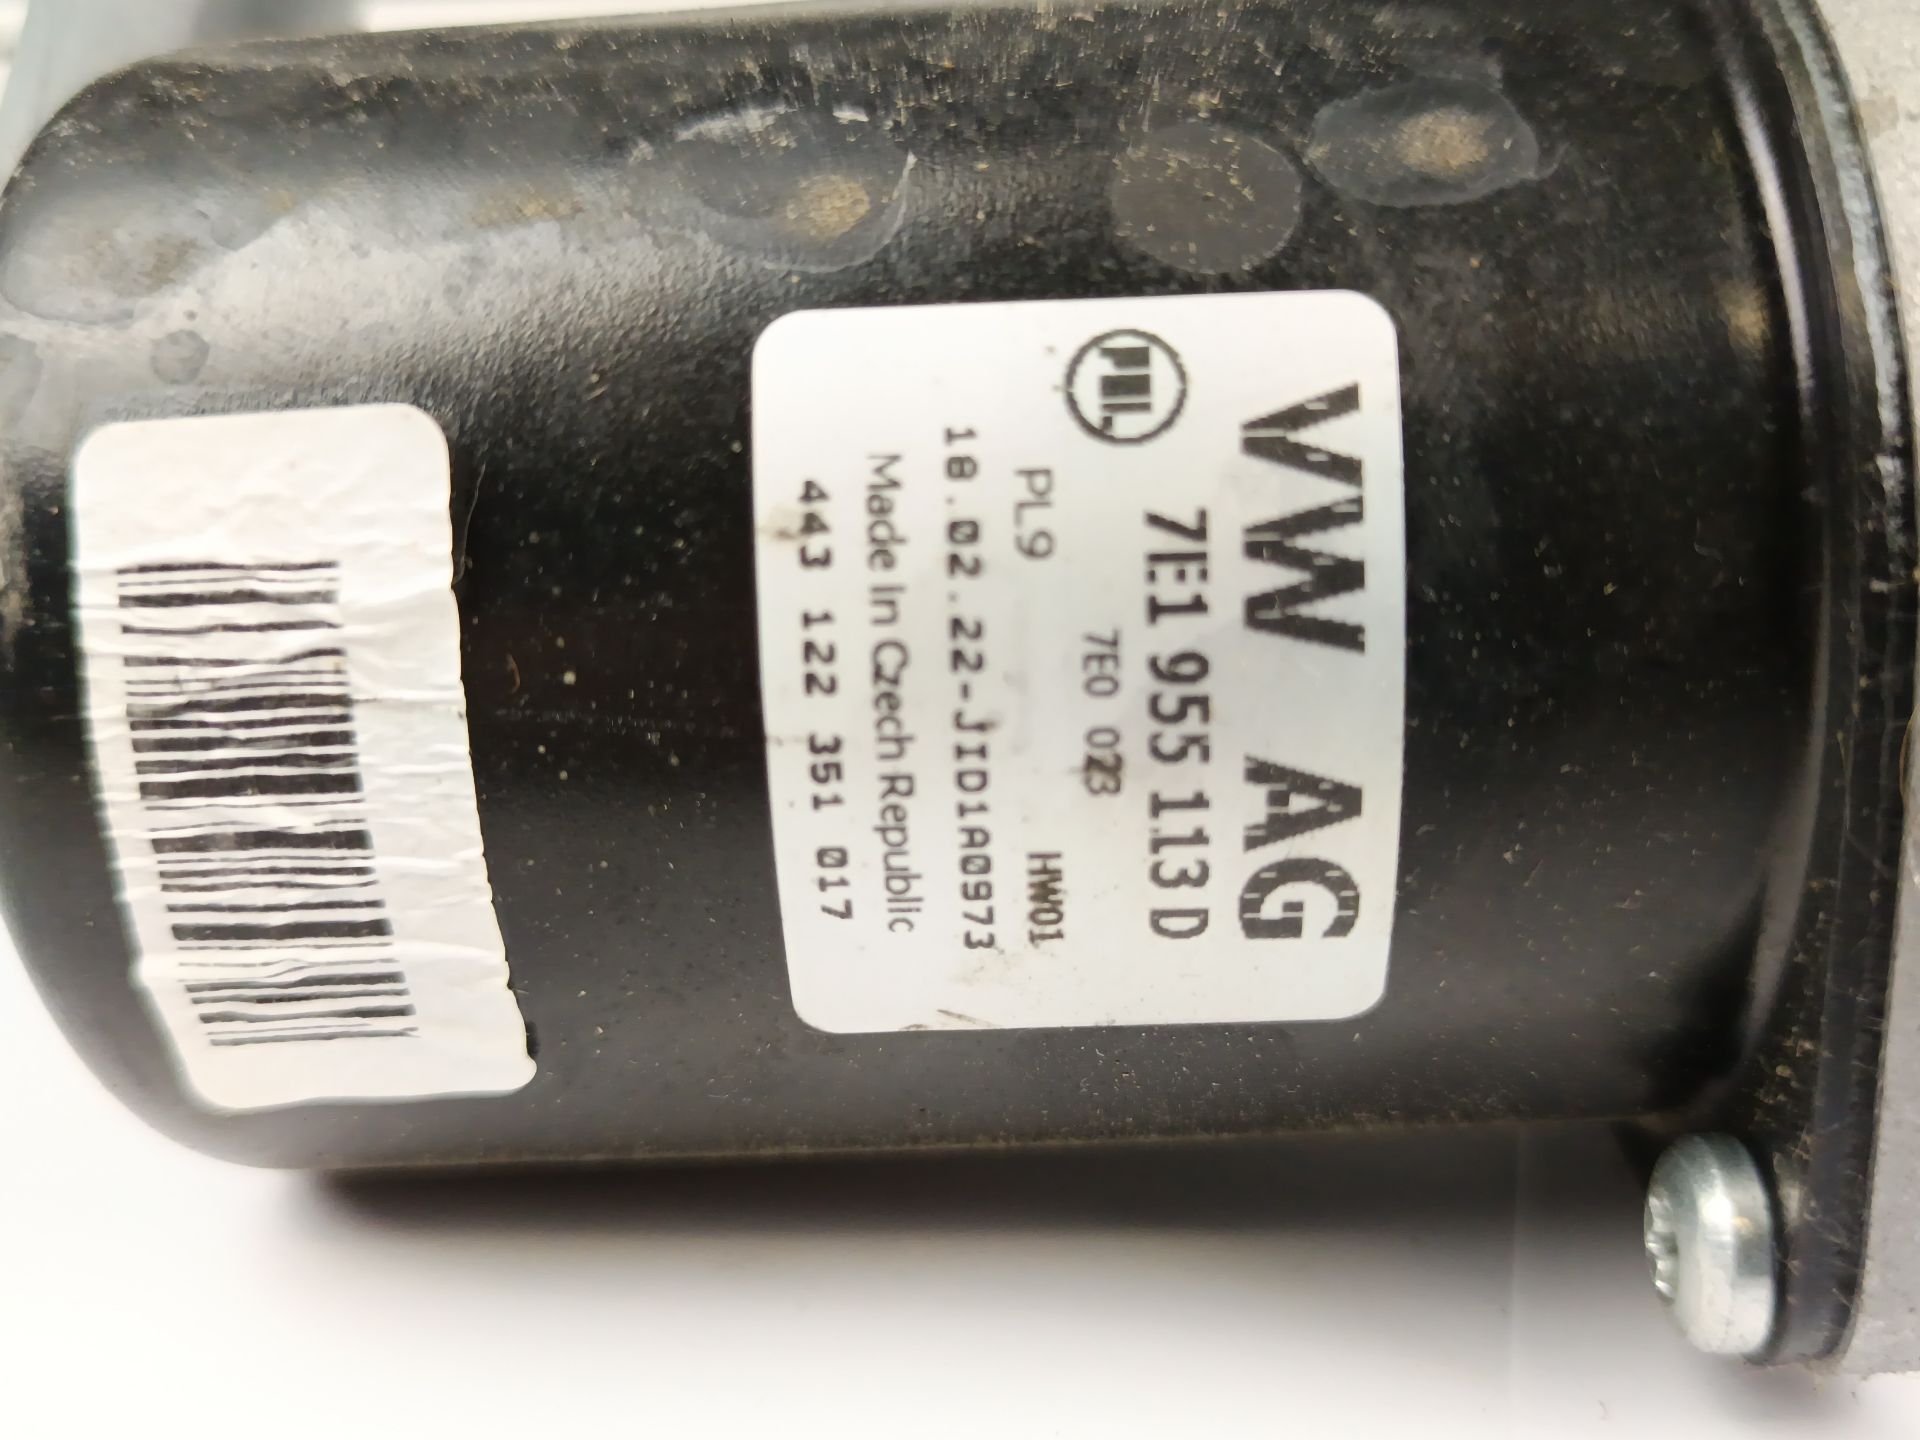 VW AG
7E1 955 113 D
PAL
7E0 023
PL9 HW01
18.02.22-JID1A0973
Made In Czech Republic
443 122 351 017